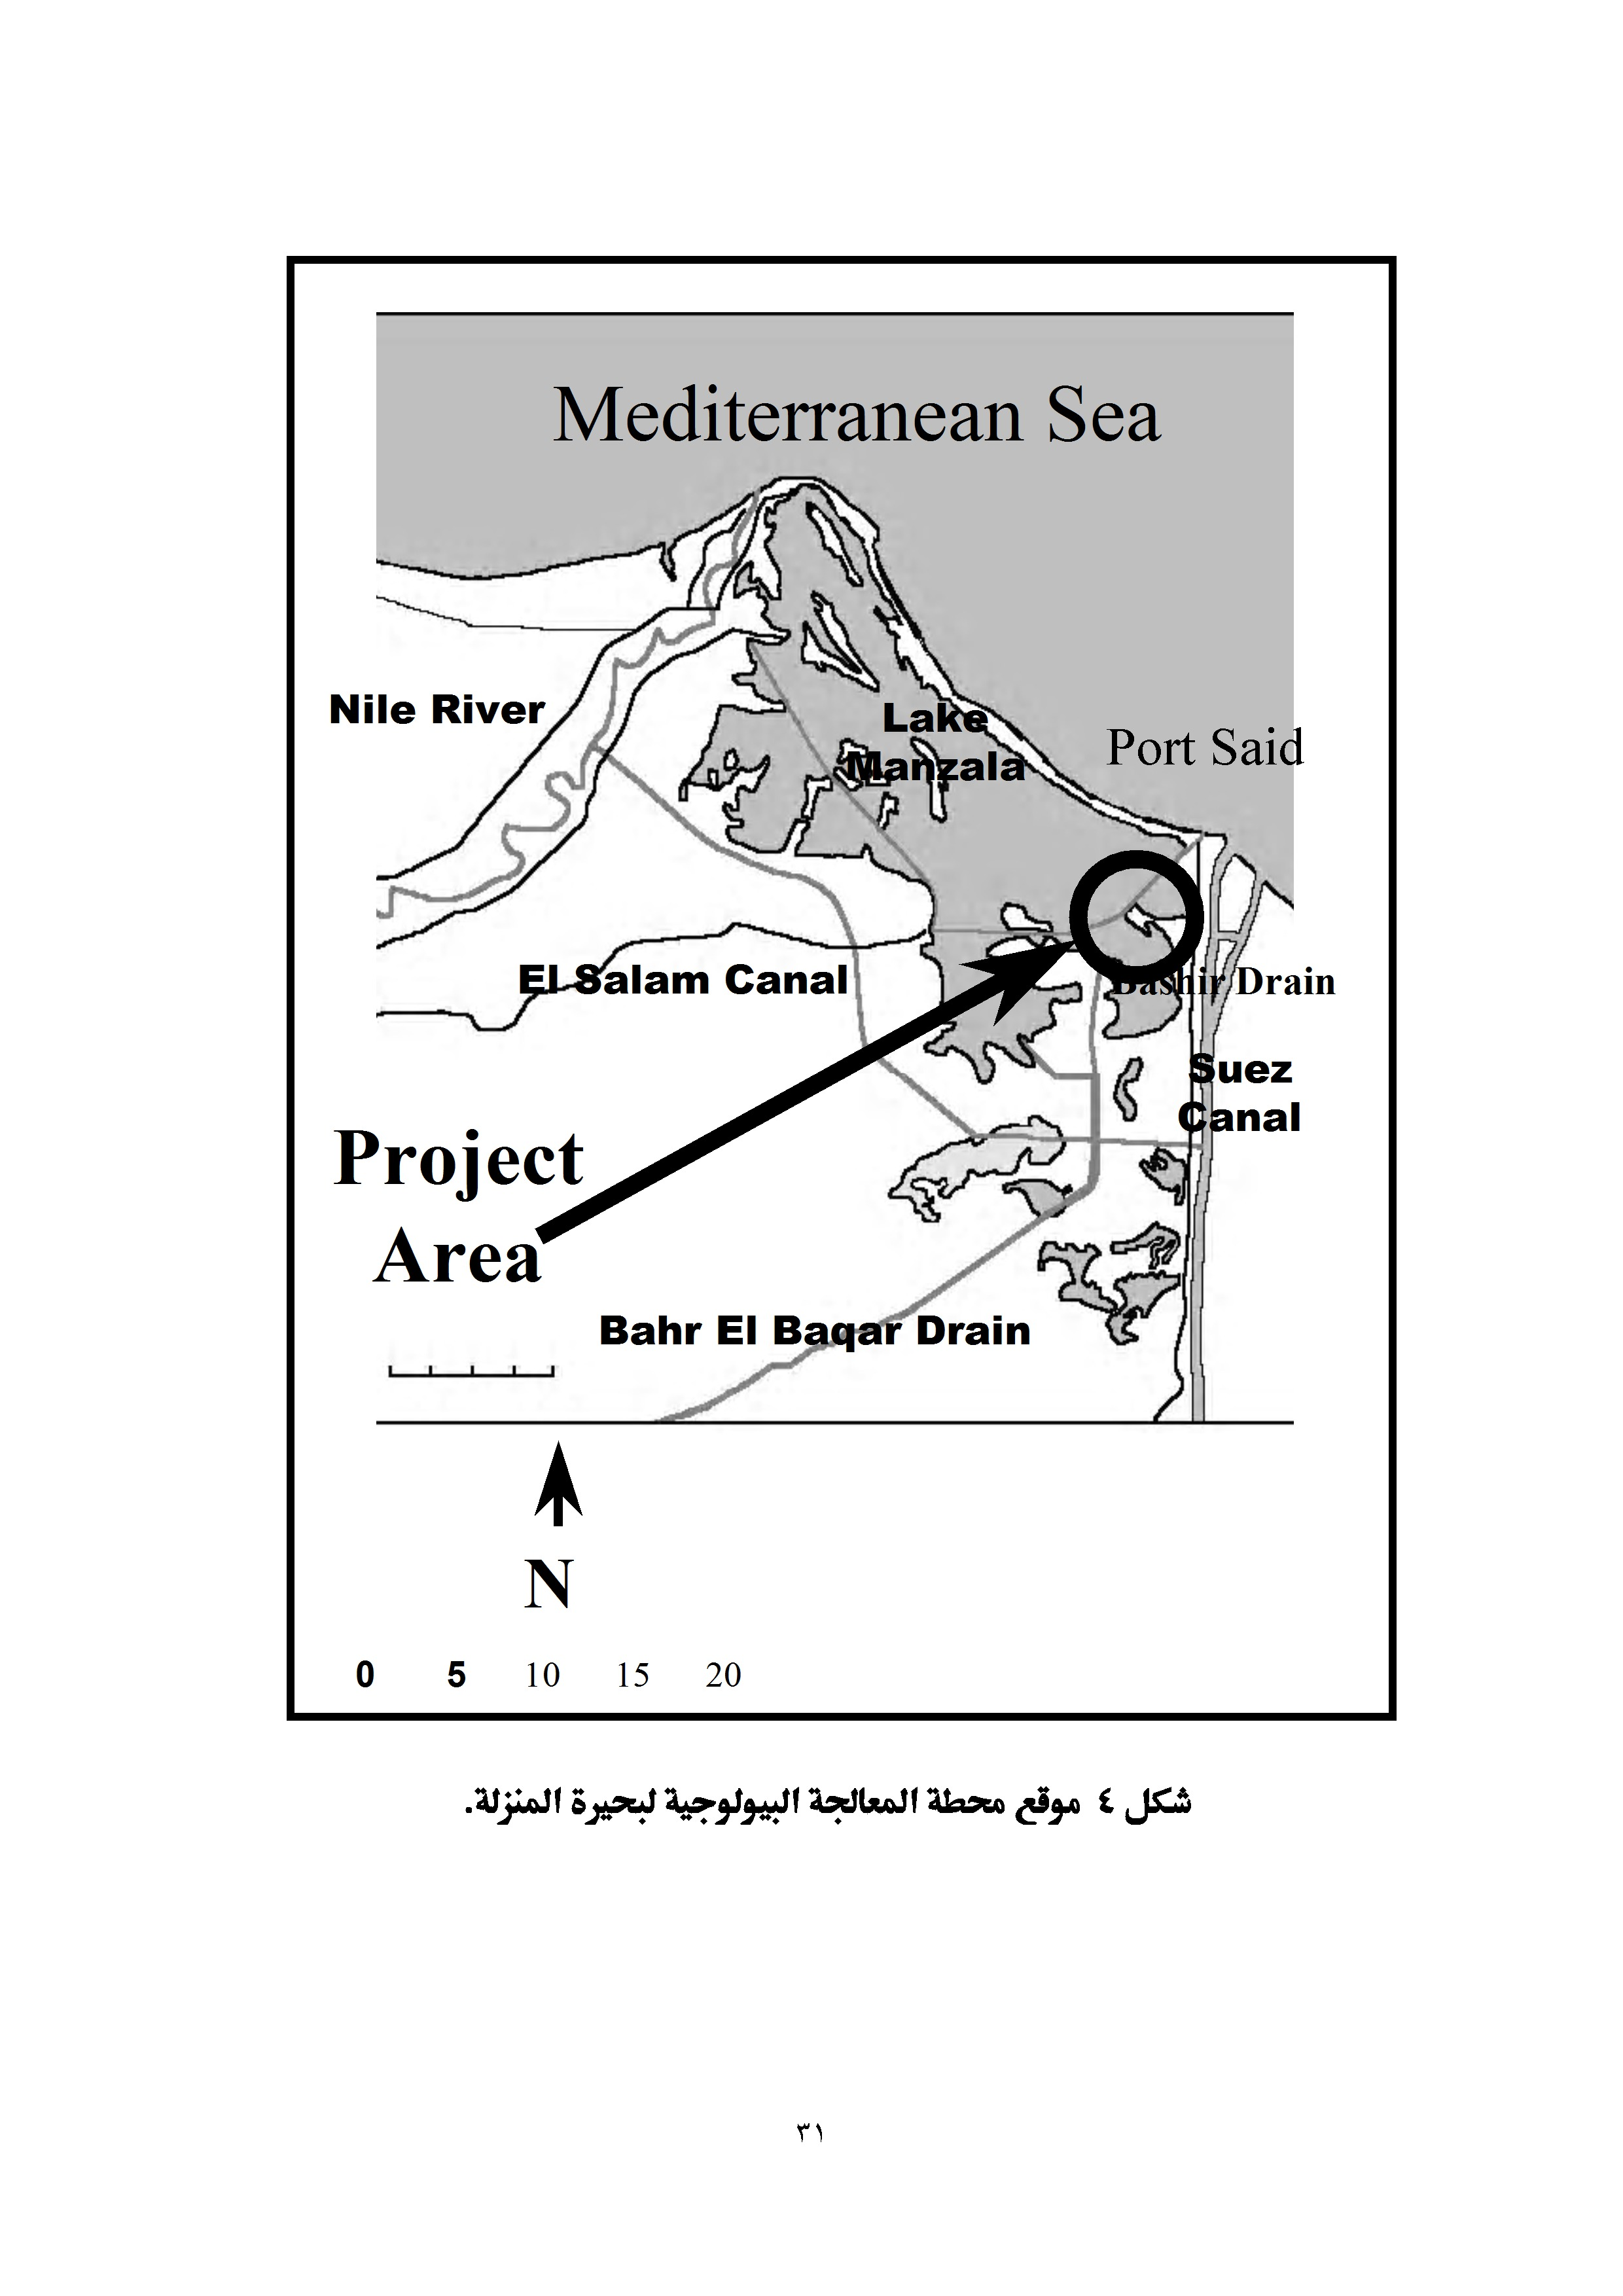 Mediterranean Sea
Nile River
Lake
Manzala
Port Said
El Salam Canal
Bashir Drain
Suez
Canal
Project
Area
Bahr El Baqar Drain
N
0 5 10 15 20
شكل ٤ موقع محطة المعالجة البيولوجية لبحيرة المنزلة.
٣١